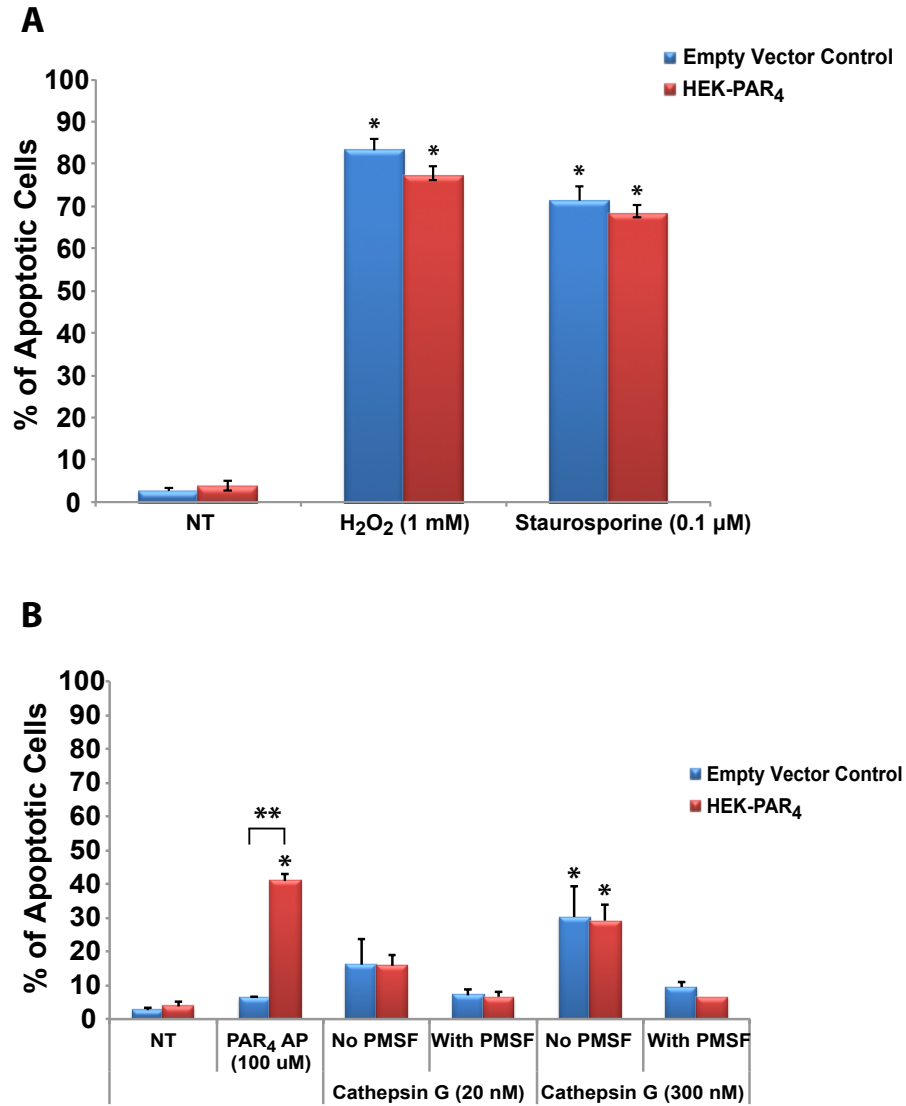 A
Empty Vector Control
HEK-PAR₄
% of Apoptotic Cells
100
90
80
70
60
50
40
30
20
10
0
* * * *
NT H₂O₂ (1 mM) Staurosporine (0.1 µM)
B
Empty Vector Control
HEK-PAR₄
% of Apoptotic Cells
100
90
80
70
60
50
40
30
20
10
0
**
* * *
NT PAR₄ AP No PMSF With PMSF No PMSF With PMSF
(100 uM)
Cathepsin G (20 nM) Cathepsin G (300 nM)